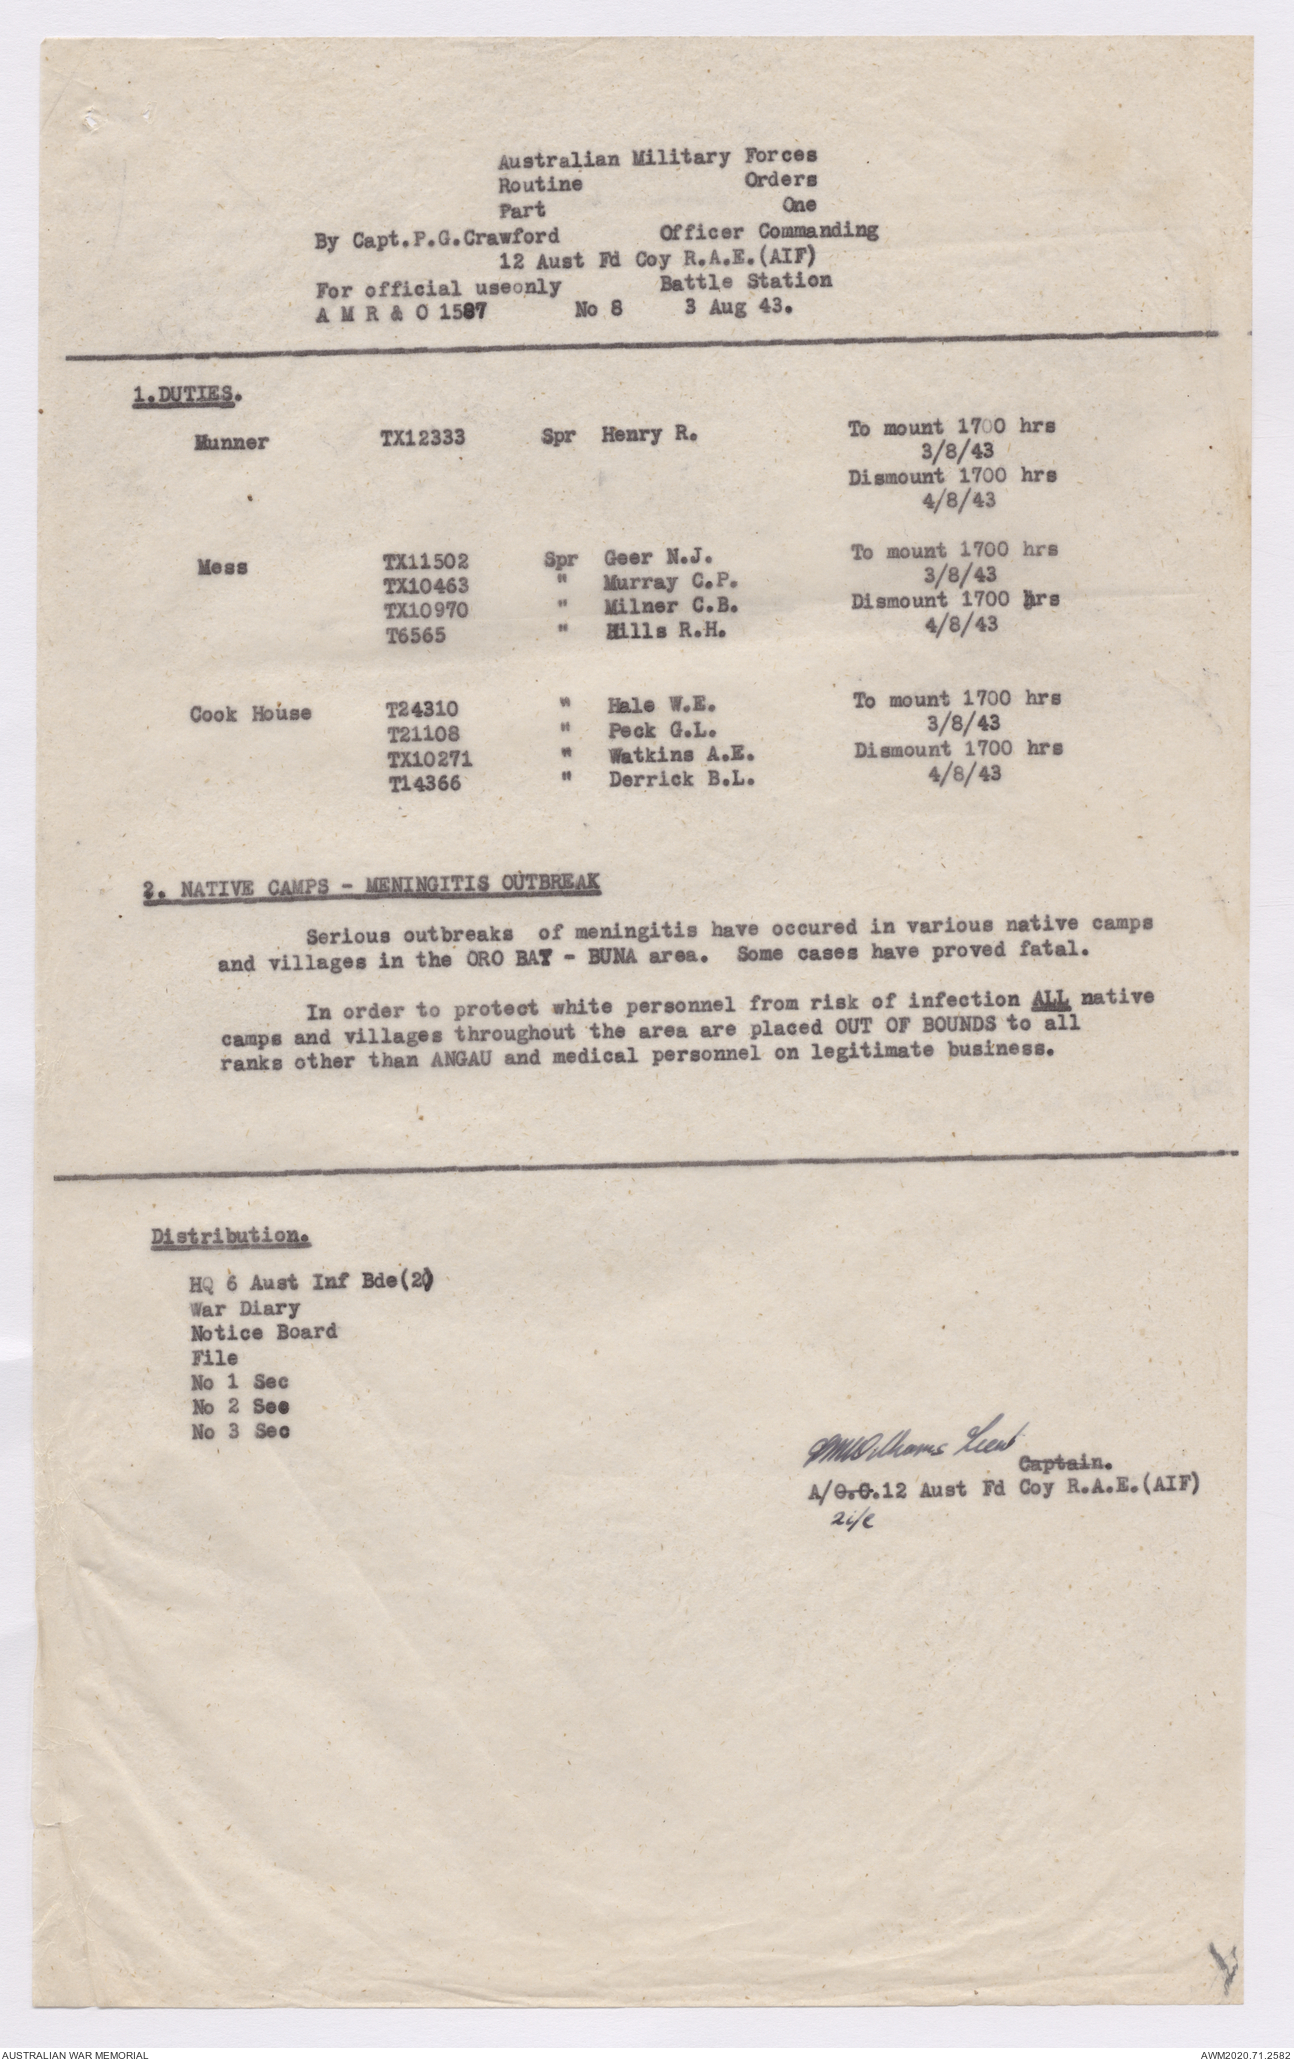 Australian Military Forces
Routine Orders
Part One
By Capt.P.G.Crawford Officer Commanding
12 Aust Fd Coy R.A.E.(AIF)
For official useonly Battle Station
A M R & O 1587 No 8 3 Aug 43.
1.DUTIES.
Munner TX12333 Spr Henry R. To mount 1700 hrs
3/8/43
Dismount 1700 hrs
4/8/43
Mess TX11502 Spr Geer N.J. To mount 1700 hrs
TX10463 " Murray C.P. 3/8/43
TX10970 " Milner C.B. Dismount 1700 hrs
T6565 " Hills R.H. 4/8/43
Cook House T24310 " Hale W.E. To mount 1700 hrs
T21108 " Peck G.L. 3/8/43
TX10271 " Watkins A.E. Dismount 1700 hrs
T14366 " Derrick B.L. 4/8/43
2. NATIVE CAMPS - MENINGITIS OUTBREAK
Serious outbreaks of meningitis have occured in various native camps
and villages in the ORO BAY - BUNA area. Some cases have proved fatal.
In order to protect white personnel from risk of infection ALL native
camps and villages throughout the area are placed OUT OF BOUNDS to all
ranks other than ANGAU and medical personnel on legitimate business.
Distribution.
HQ 6 Aust Inf Bde(2)
War Diary
Notice Board
File
No 1 Sec
No 2 Sec
No 3 Sec
Williams Lieut
Captain.
A/O.C.12 Aust Fd Coy R.A.E.(AIF)
2i/c
AUSTRALIAN WAR MEMORIAL AWM2020.71.2582